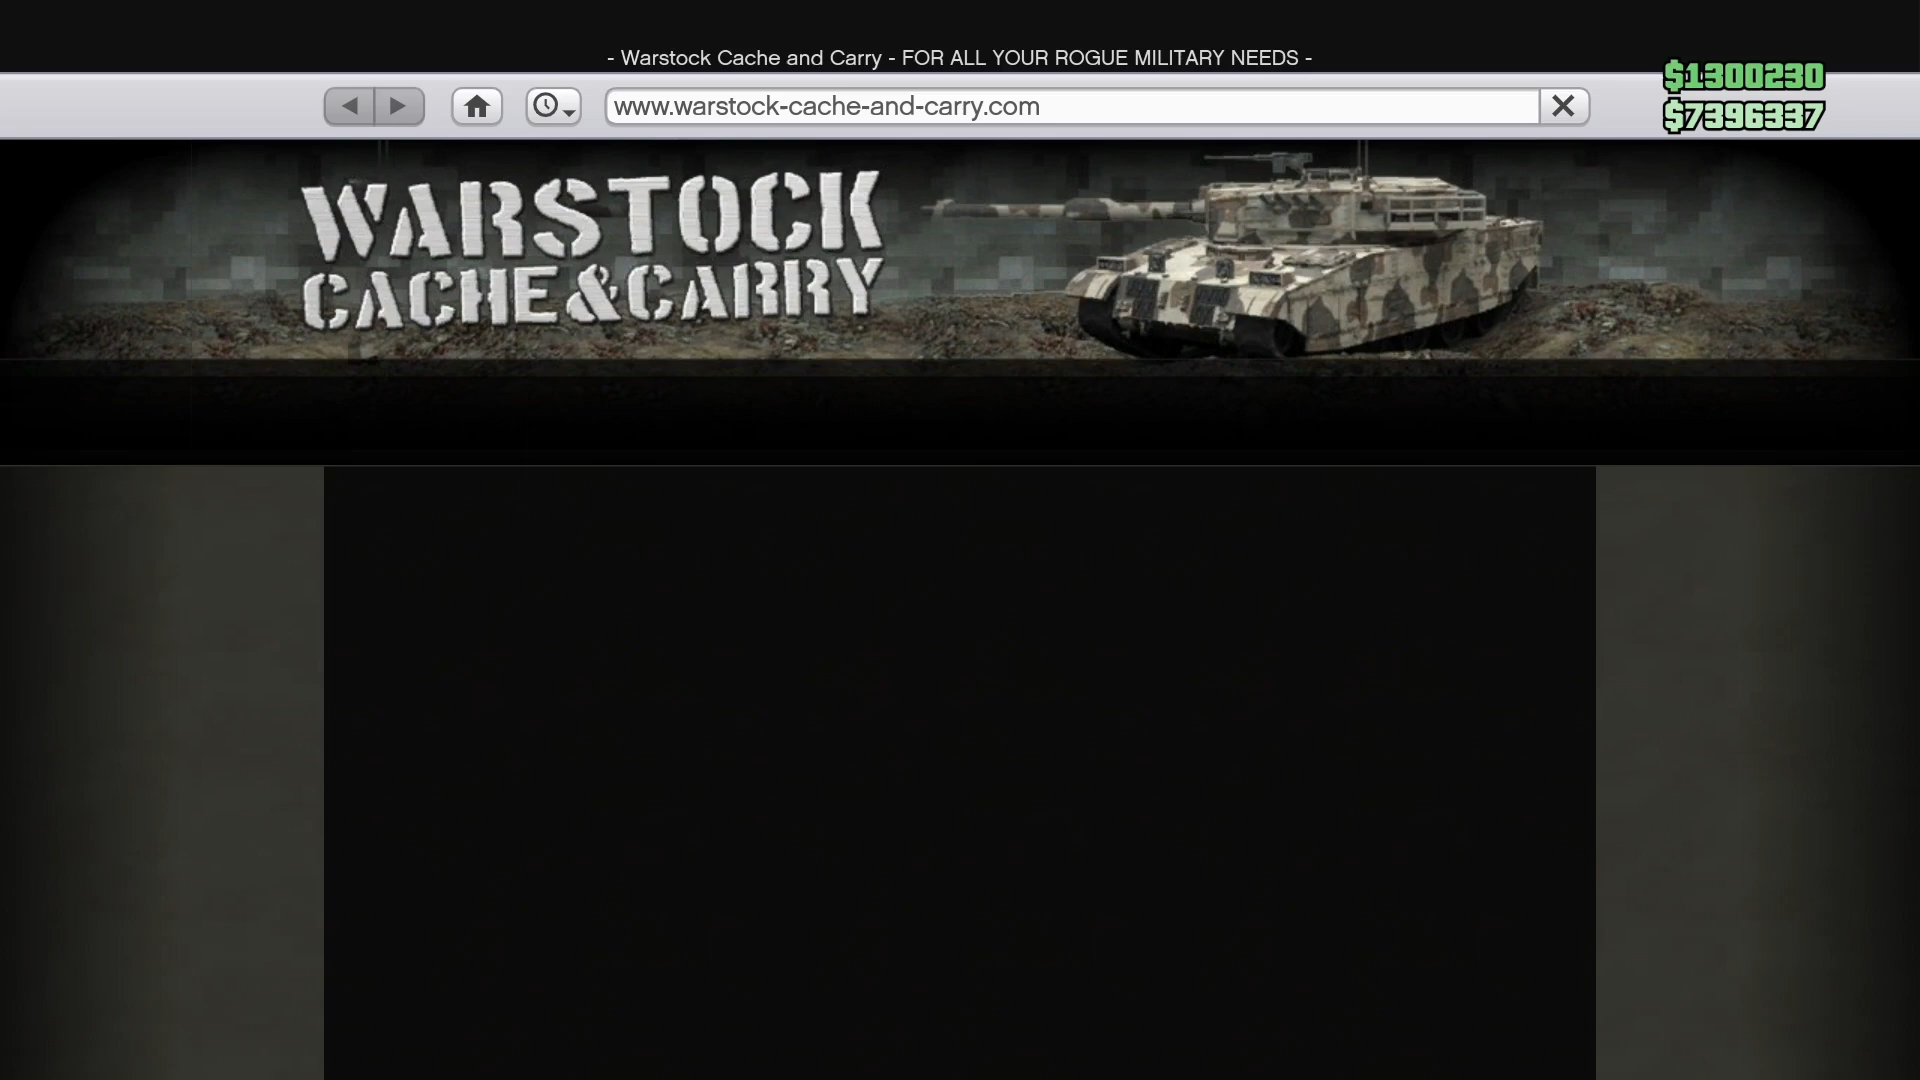 - Warstock Cache and Carry - FOR ALL YOUR ROGUE MILITARY NEEDS -
$1300230
www.warstock-cache-and-carry.com
$7396337
WARSTOCK
CACHE & CARRY